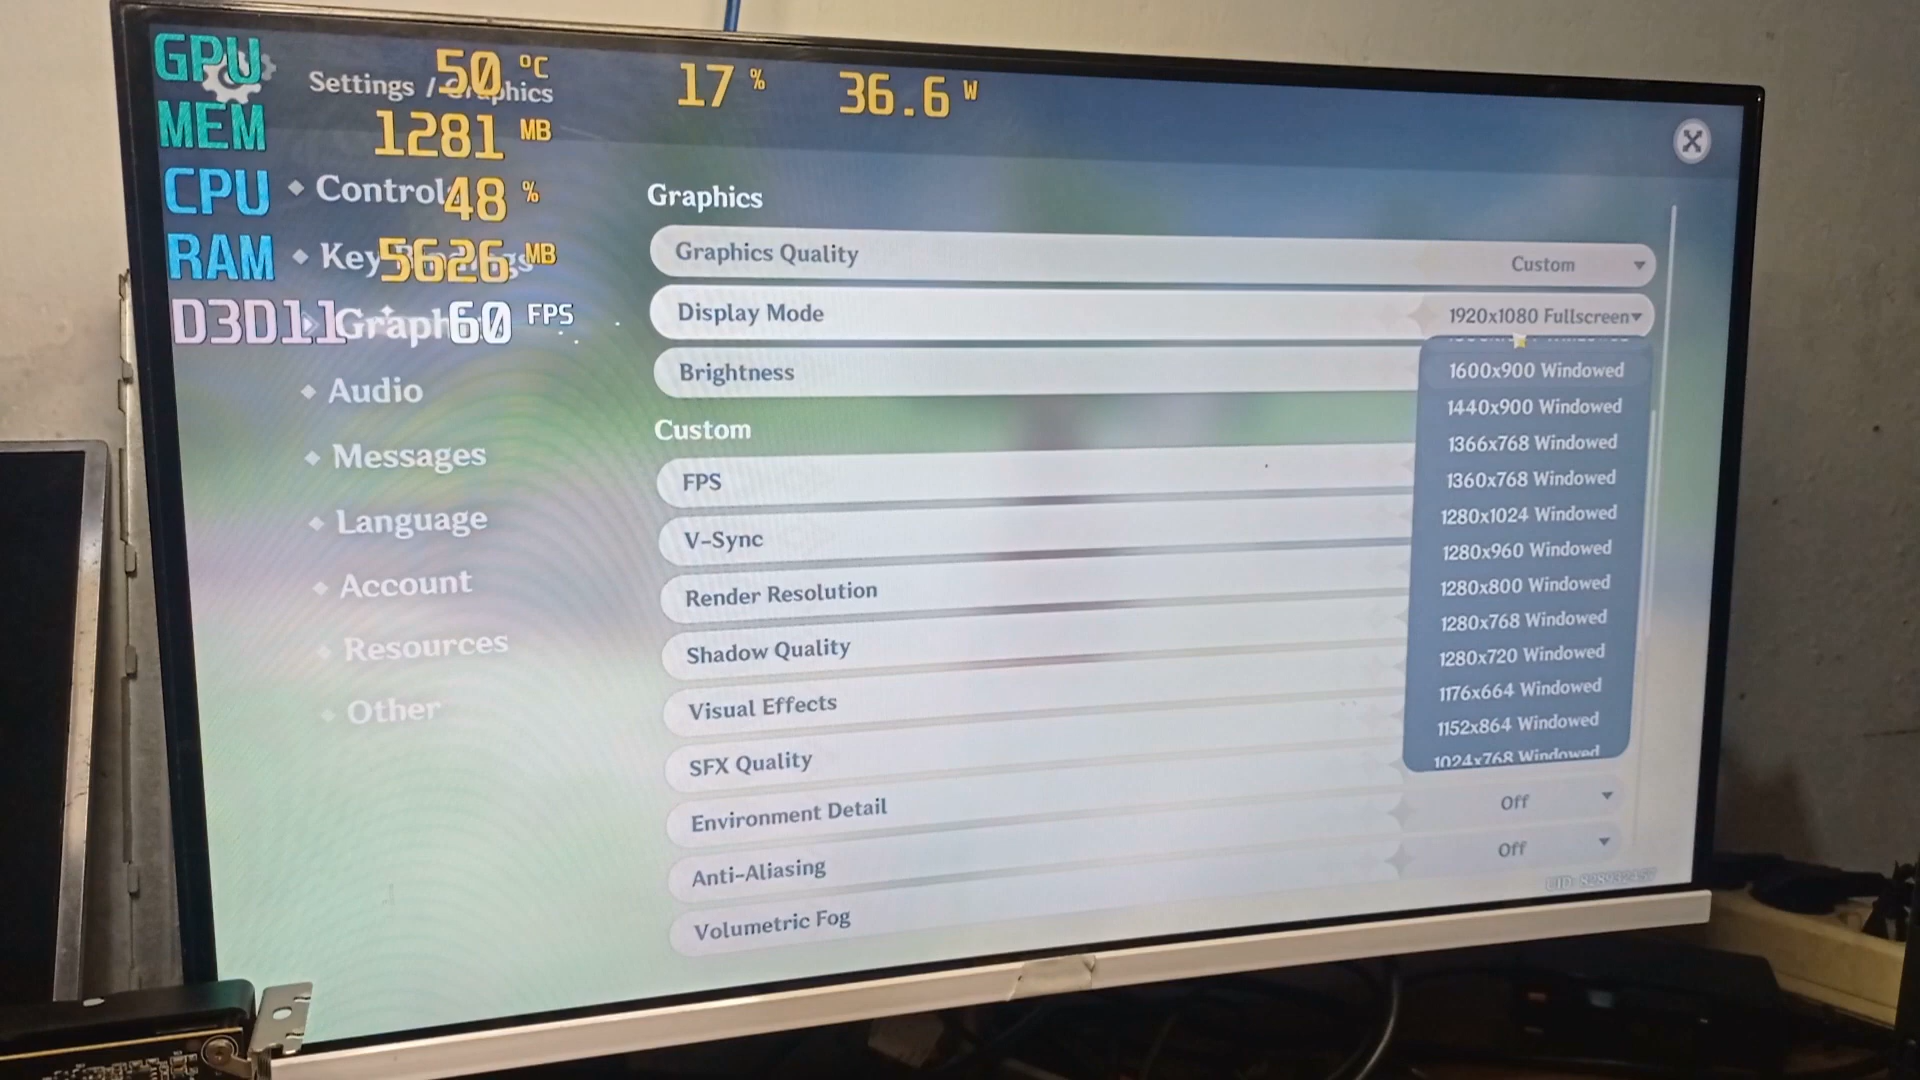 GPU 50 °C 17 % 36.6 W
Settings / Graphics
MEM 1281 MB
CPU 48 %
RAM 5626 MB
D3D11 60 FPS
Audio
Messages
Language
Account
Resources
Other
Graphics
Graphics Quality Custom
Display Mode 1920x1080 Fullscreen
Brightness
Custom
FPS
V-Sync
Render Resolution
Shadow Quality
Visual Effects
SFX Quality
Environment Detail Off
Anti-Aliasing Off
Volumetric Fog
1600x900 Windowed
1440x900 Windowed
1366x768 Windowed
1360x768 Windowed
1280x1024 Windowed
1280x960 Windowed
1280x800 Windowed
1280x768 Windowed
1280x720 Windowed
1176x664 Windowed
1152x864 Windowed
1024x768 Windowed